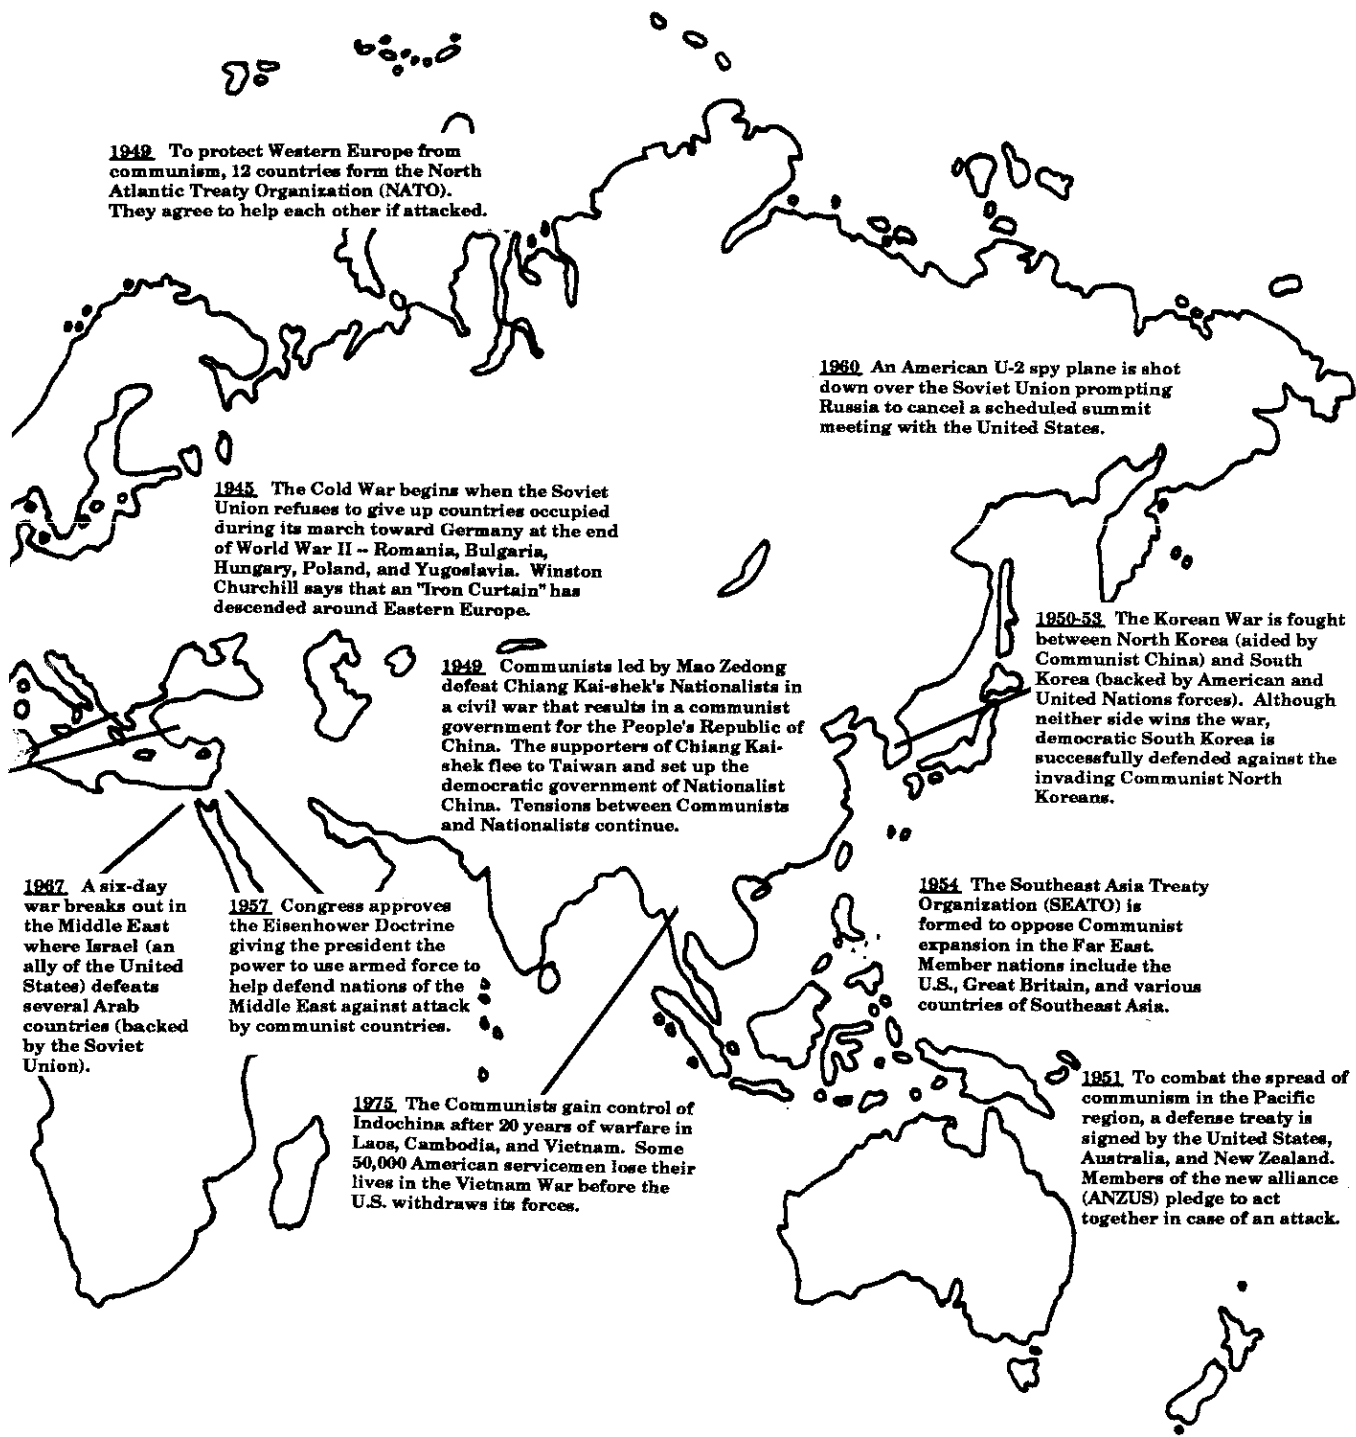 1949 To protect Western Europe from
communism, 12 countries form the North
Atlantic Treaty Organization (NATO).
They agree to help each other if attacked.
1960 An American U-2 spy plane is shot
down over the Soviet Union prompting
Russia to cancel a scheduled summit
meeting with the United States.
1945 The Cold War begins when the Soviet
Union refuses to give up countries occupied
during its march toward Germany at the end
of World War II -- Romania, Bulgaria,
Hungary, Poland, and Yugoslavia. Winston
Churchill says that an "Iron Curtain" has
descended around Eastern Europe.
1950-53 The Korean War is fought
between North Korea (aided by
Communist China) and South
Korea (backed by American and
United Nations forces). Although
neither side wins the war,
democratic South Korea is
successfully defended against the
invading Communist North
Koreans.
1949 Communists led by Mao Zedong
defeat Chiang Kai-shek's Nationalists in
a civil war that results in a communist
government for the People's Republic of
China. The supporters of Chiang Kai-
shek flee to Taiwan and set up the
democratic government of Nationalist
China. Tensions between Communists
and Nationalists continue.
1967 A six-day
war breaks out in
the Middle East
where Israel (an
ally of the United
States) defeats
several Arab
countries (backed
by the Soviet
Union).
1957 Congress approves
the Eisenhower Doctrine
giving the president the
power to use armed force to
help defend nations of the
Middle East against attack
by communist countries.
1954 The Southeast Asia Treaty
Organization (SEATO) is
formed to oppose Communist
expansion in the Far East.
Member nations include the
U.S., Great Britain, and various
countries of Southeast Asia.
1975 The Communists gain control of
Indochina after 20 years of warfare in
Laos, Cambodia, and Vietnam. Some
50,000 American servicemen lose their
lives in the Vietnam War before the
U.S. withdraws its forces.
1951 To combat the spread of
communism in the Pacific
region, a defense treaty is
signed by the United States,
Australia, and New Zealand.
Members of the new alliance
(ANZUS) pledge to act
together in case of an attack.